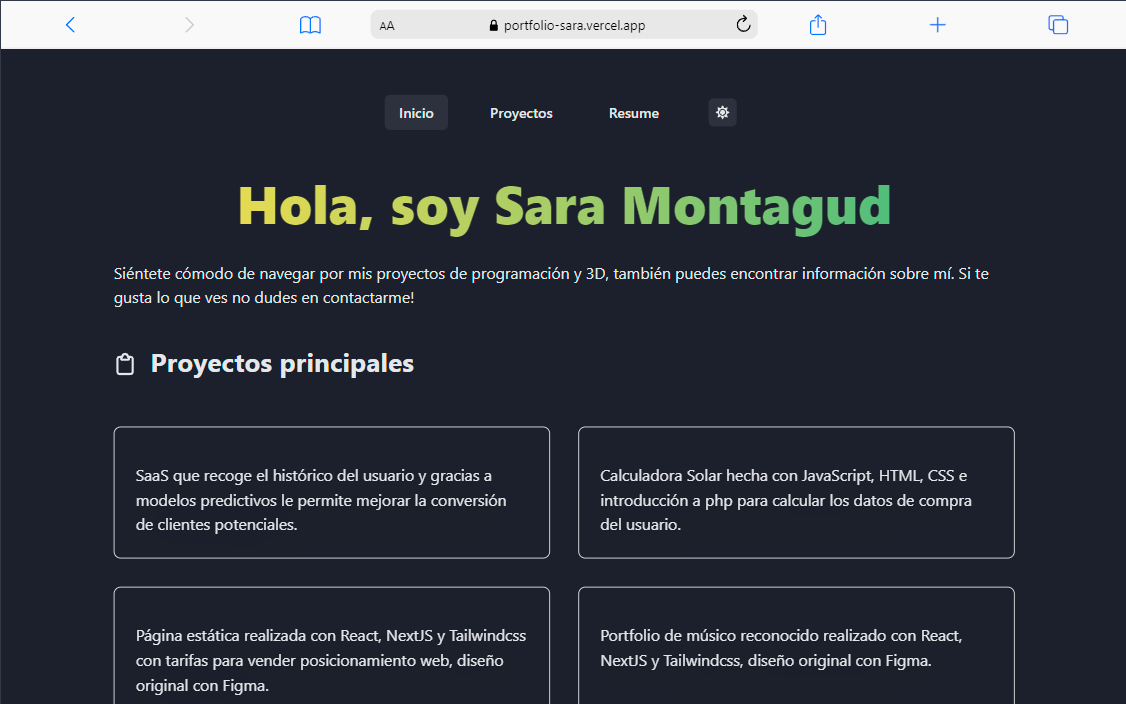 AA portfolio-sara.vercel.app
Inicio Proyectos Resume
Hola, soy Sara Montagud
Siéntete cómodo de navegar por mis proyectos de programación y 3D, también puedes encontrar información sobre mí. Si te
gusta lo que ves no dudes en contactarme!
Proyectos principales
SaaS que recoge el histórico del usuario y gracias a
modelos predictivos le permite mejorar la conversión
de clientes potenciales.
Calculadora Solar hecha con JavaScript, HTML, CSS e
introducción a php para calcular los datos de compra
del usuario.
Página estática realizada con React, NextJS y Tailwindcss
con tarifas para vender posicionamiento web, diseño
original con Figma.
Portfolio de músico reconocido realizado con React,
NextJS y Tailwindcss, diseño original con Figma.